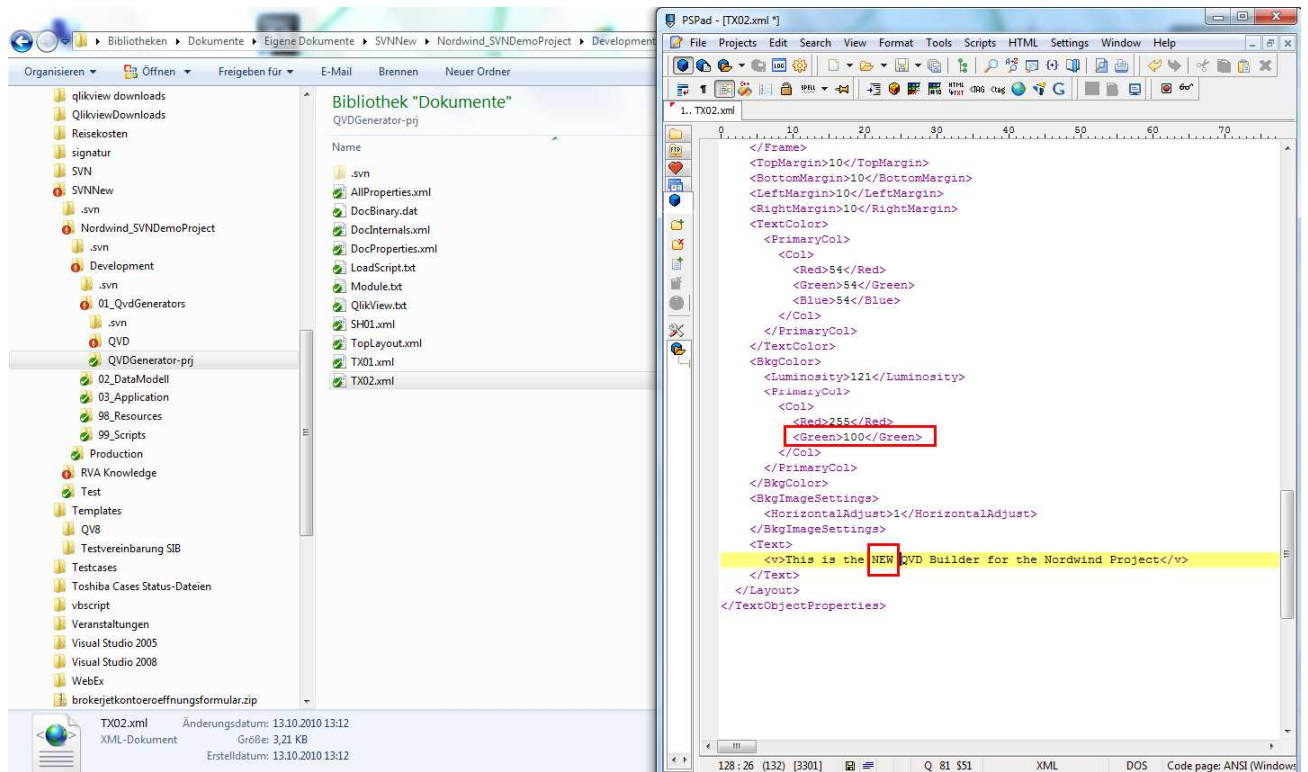 Bibliotheken ▸ Dokumente ▸ Eigene Dokumente ▸ SVNNew ▸ Nordwind_SVNDemoProject ▸ Development
Organisieren Öffnen Freigeben für E-Mail Brennen Neuer Ordner
qlikview downloads
QlikviewDownloads
Reisekosten
signatur
SVN
SVNNew
.svn
Nordwind_SVNDemoProject
.svn
Development
.svn
01_QvdGenerators
.svn
QVD
QVDGenerator-prj
02_DataModell
03_Application
98_Resources
99_Scripts
Production
RVA Knowledge
Test
Templates
QV8
Testvereinbarung SIB
Testcases
Toshiba Cases Status-Dateien
vbscript
Veranstaltungen
Visual Studio 2005
Visual Studio 2008
WebEx
brokerjetkontoeroeffnungsformular.zip
Bibliothek "Dokumente"
QVDGenerator-prj
Name
.svn
AllProperties.xml
DocBinary.dat
DocInternals.xml
DocProperties.xml
LoadScript.txt
Module.txt
QlikView.txt
SH01.xml
TopLayout.xml
TX01.xml
TX02.xml
TX02.xml Änderungsdatum: 13.10.2010 13:12
XML-Dokument Größe: 3,21 KB
Erstelldatum: 13.10.2010 13:12
PSPad - [TX02.xml *]
File Projects Edit Search View Format Tools Scripts HTML Settings Window Help
1.. TX02.xml
0 10 20 30 40 50 60 70
</Frame>
<TopMargin>10</TopMargin>
<BottomMargin>10</BottomMargin>
<LeftMargin>10</LeftMargin>
<RightMargin>10</RightMargin>
<TextColor>
<PrimaryCol>
<Col>
<Red>54</Red>
<Green>54</Green>
<Blue>54</Blue>
</Col>
</PrimaryCol>
</TextColor>
<BkgColor>
<Luminosity>121</Luminosity>
<PrimaryCol>
<Col>
<Red>255</Red>
<Green>100</Green>
</Col>
</PrimaryCol>
</BkgColor>
<BkgImageSettings>
<HorizontalAdjust>1</HorizontalAdjust>
</BkgImageSettings>
<Text>
<v>This is the NEW QVD Builder for the Nordwind Project</v>
</Text>
</Layout>
</TextObjectProperties>
128 : 26 (132) [3301] Q 81 $51 XML DOS Code page: ANSI (Windows